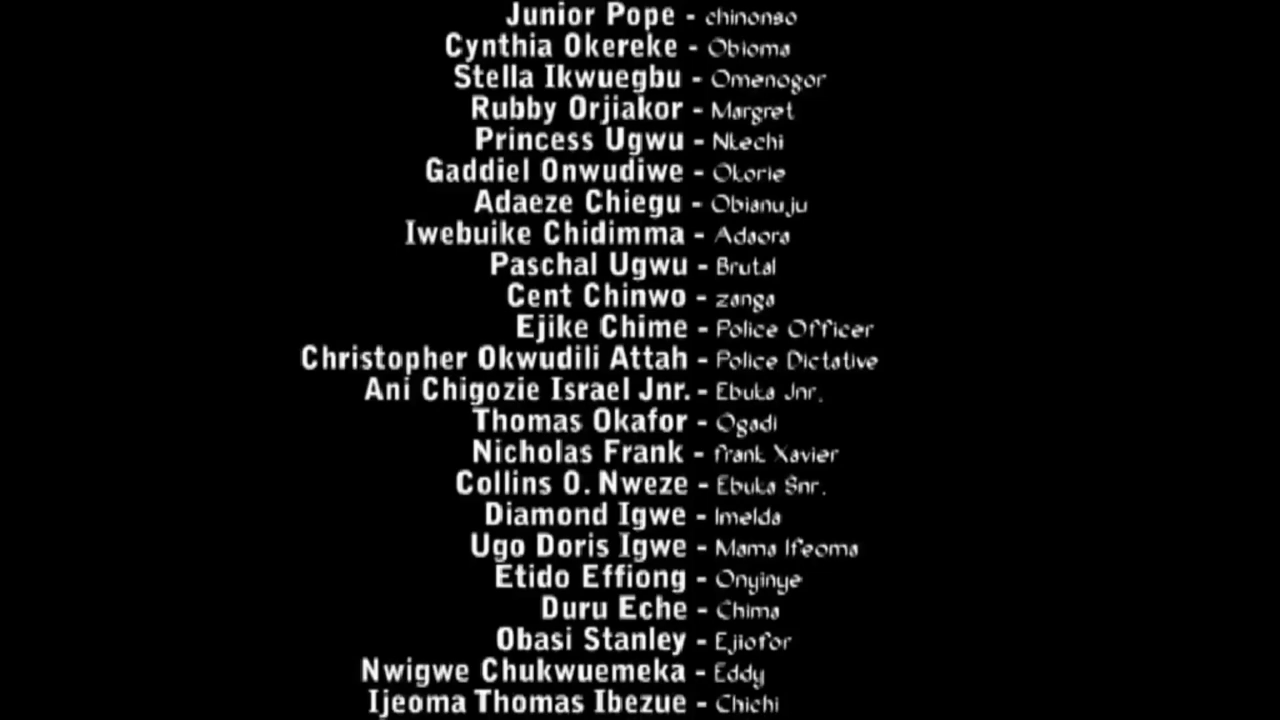 Junior Pope - chinonso
Cynthia Okereke - Obioma
Stella Ikwuegbu - Omenogor
Rubby Orjiakor - Margret
Princess Ugwu - Nkechi
Gaddiel Onwudiwe - Okorie
Adaeze Chiegu - Obianuju
Iwebuike Chidimma - Adaora
Paschal Ugwu - Brutal
Cent Chinwo - zanga
Ejike Chime - Police Officer
Christopher Okwudili Attah - Police Dictative
Ani Chigozie Israel Jnr. - Ebuka Jnr.
Thomas Okafor - Ogadi
Nicholas Frank - frank Xavier
Collins O. Nweze - Ebuka Snr.
Diamond Igwe - Imelda
Ugo Doris Igwe - Mama Ifeoma
Etido Effiong - Onyinye
Duru Eche - Chima
Obasi Stanley - Ejiofor
Nwigwe Chukwuemeka - Eddy
Ijeoma Thomas Ibezue - Chichi